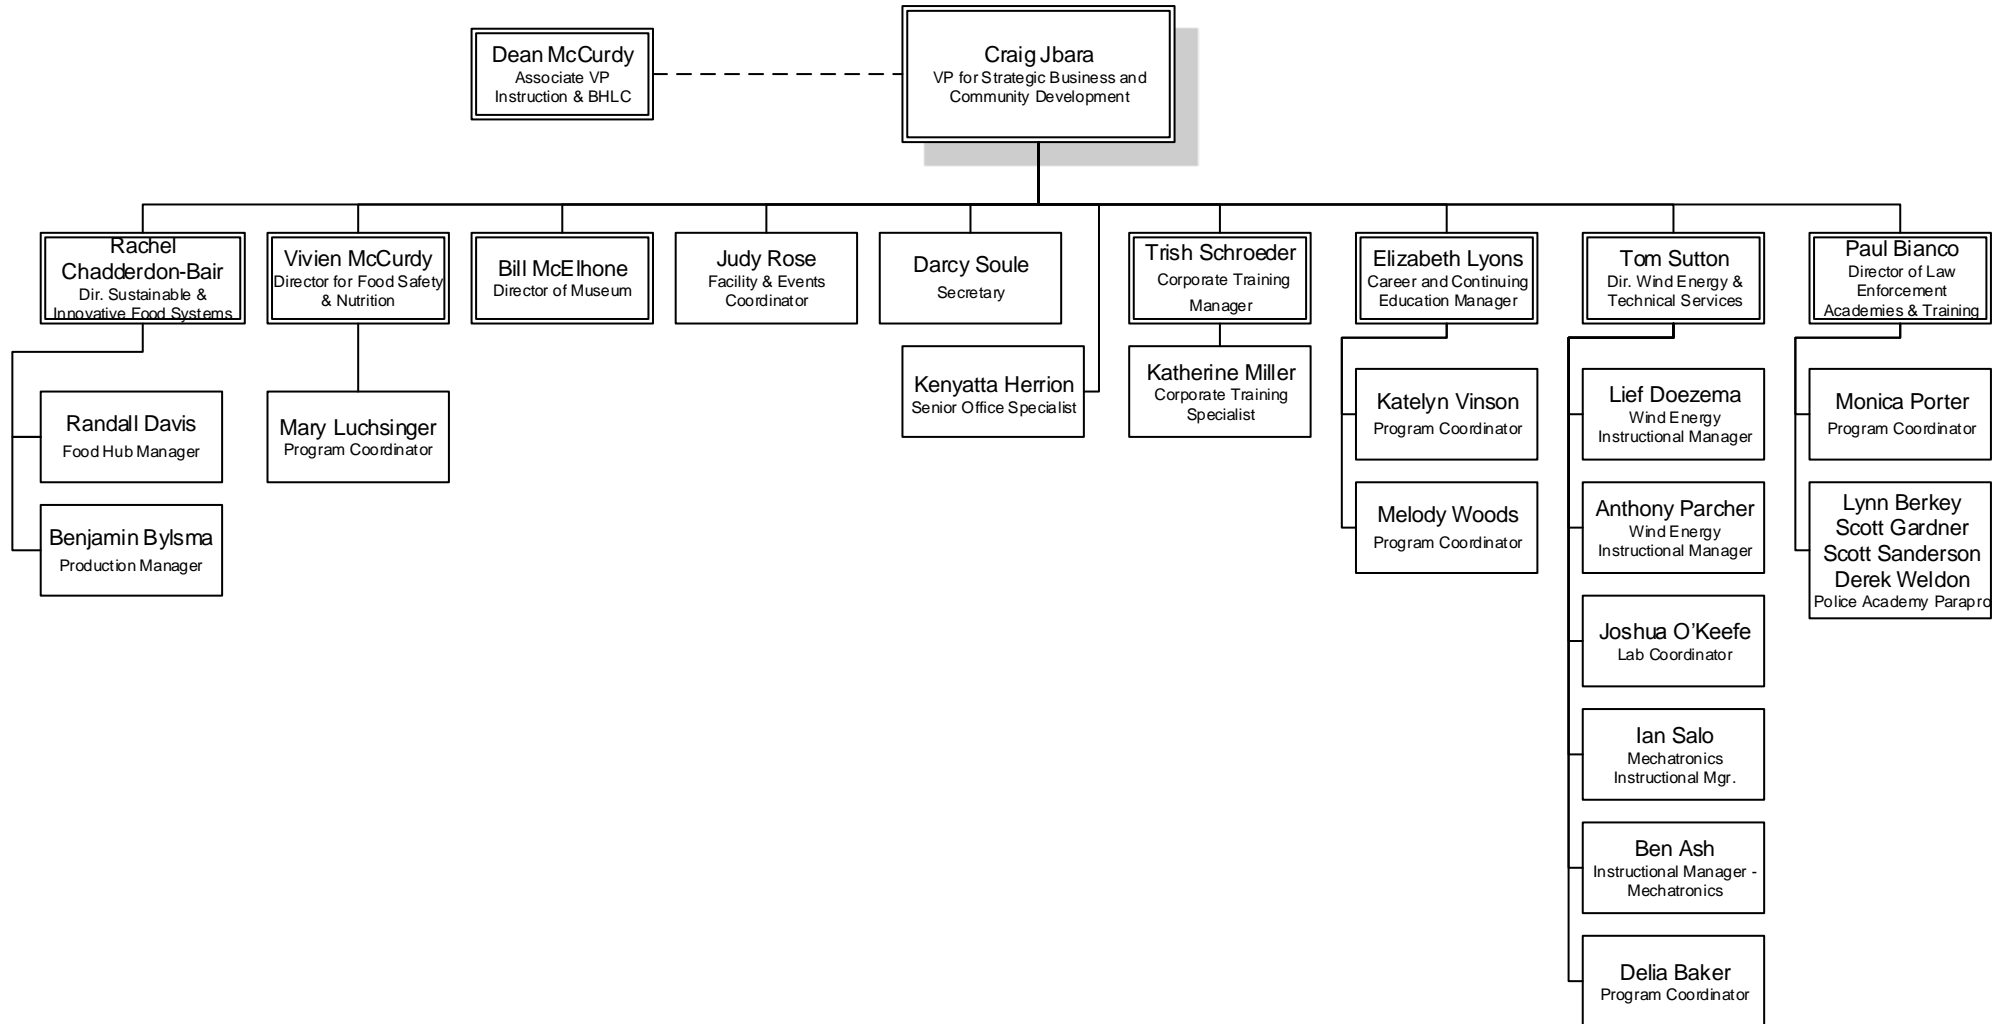 Dean McCurdy
Associate VP
Instruction & BHLC
Craig Jbara
VP for Strategic Business and
Community Development
Rachel
Chadderdon-Bair
Dir. Sustainable &
Innovative Food Systems
Vivien McCurdy
Director for Food Safety
& Nutrition
Bill McElhone
Director of Museum
Judy Rose
Facility & Events
Coordinator
Darcy Soule
Secretary
Trish Schroeder
Corporate Training
Manager
Elizabeth Lyons
Career and Continuing
Education Manager
Tom Sutton
Dir. Wind Energy &
Technical Services
Paul Bianco
Director of Law
Enforcement
Academies & Training
Randall Davis
Food Hub Manager
Benjamin Bylsma
Production Manager
Mary Luchsinger
Program Coordinator
Kenyatta Herrion
Senior Office Specialist
Katherine Miller
Corporate Training
Specialist
Katelyn Vinson
Program Coordinator
Melody Woods
Program Coordinator
Lief Doezema
Wind Energy
Instructional Manager
Anthony Parcher
Wind Energy
Instructional Manager
Joshua O’Keefe
Lab Coordinator
Ian Salo
Mechatronics
Instructional Mgr.
Ben Ash
Instructional Manager -
Mechatronics
Delia Baker
Program Coordinator
Monica Porter
Program Coordinator
Lynn Berkey
Scott Gardner
Scott Sanderson
Derek Weldon
Police Academy Parapro